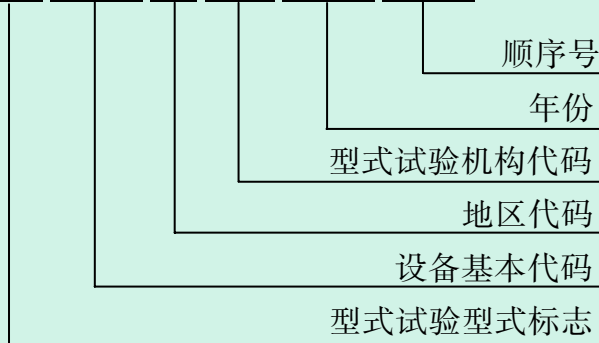 顺序号
年份
型式试验机构代码
地区代码
设备基本代码
型式试验型式标志